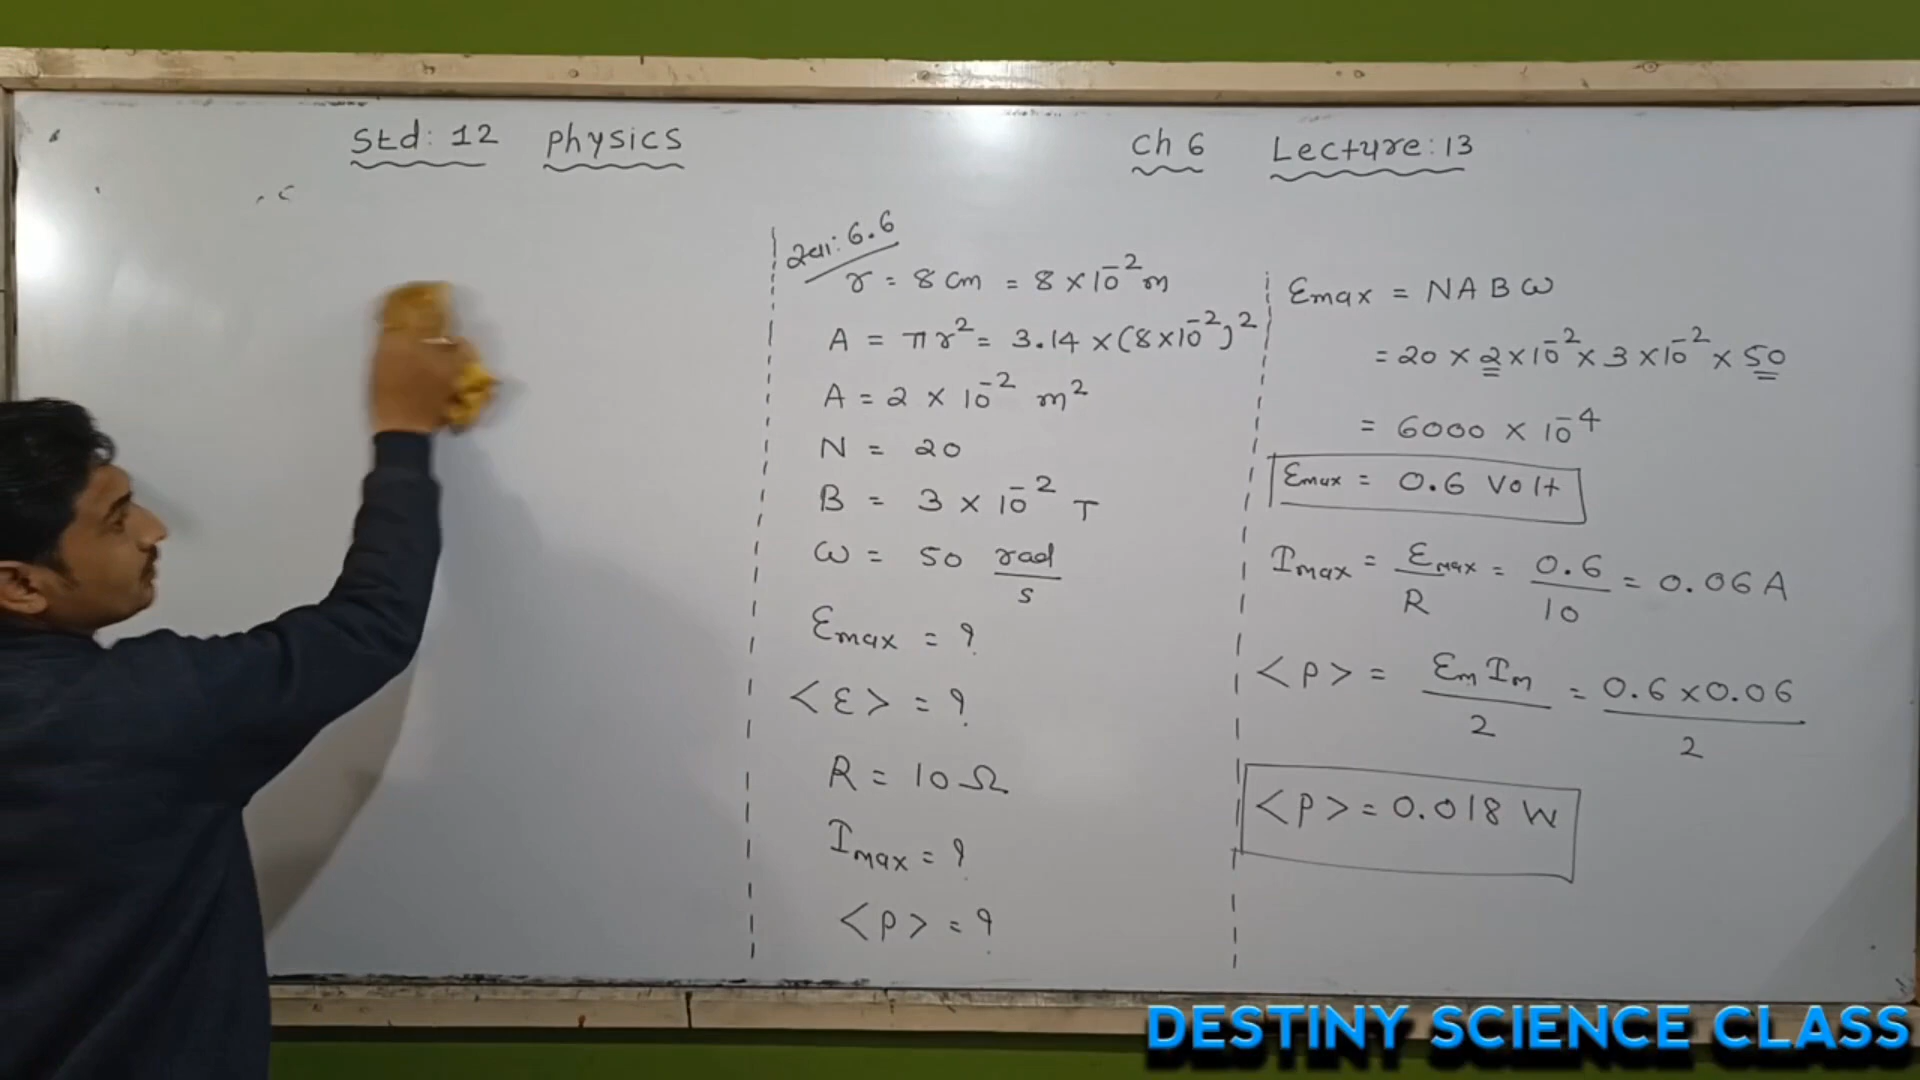 Std: 12 Physics
Ch 6 Lecture: 13
દા: 6.6
r = 8 cm = 8 × 10⁻² m
A = πr² = 3.14 × (8×10⁻²)²
A = 2 × 10⁻² m²
N = 20
B = 3 × 10⁻² T
ω = 50 rad/s
Emax = ?
<ε> = ?
R = 10 Ω
Imax = ?
<P> = ?
Emax = NABω
= 20 × 2 × 10⁻² × 3 × 10⁻² × 50
= 6000 × 10⁻⁴
Emax = 0.6 Volt
Imax = Emax/R = 0.6/10 = 0.06 A
<P> = Em Im/2 = 0.6 × 0.06/2
<P> = 0.018 W
DESTINY SCIENCE CLASS